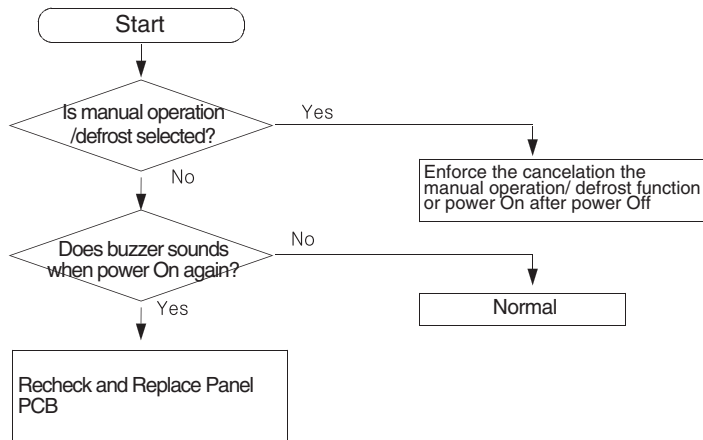 Start
Is manual operation
/defrost selected?
Yes
Enforce the cancelation the
manual operation/ defrost function
or power On after power Off
No
Does buzzer sounds
when power On again?
No
Normal
Yes
Recheck and Replace Panel
PCB